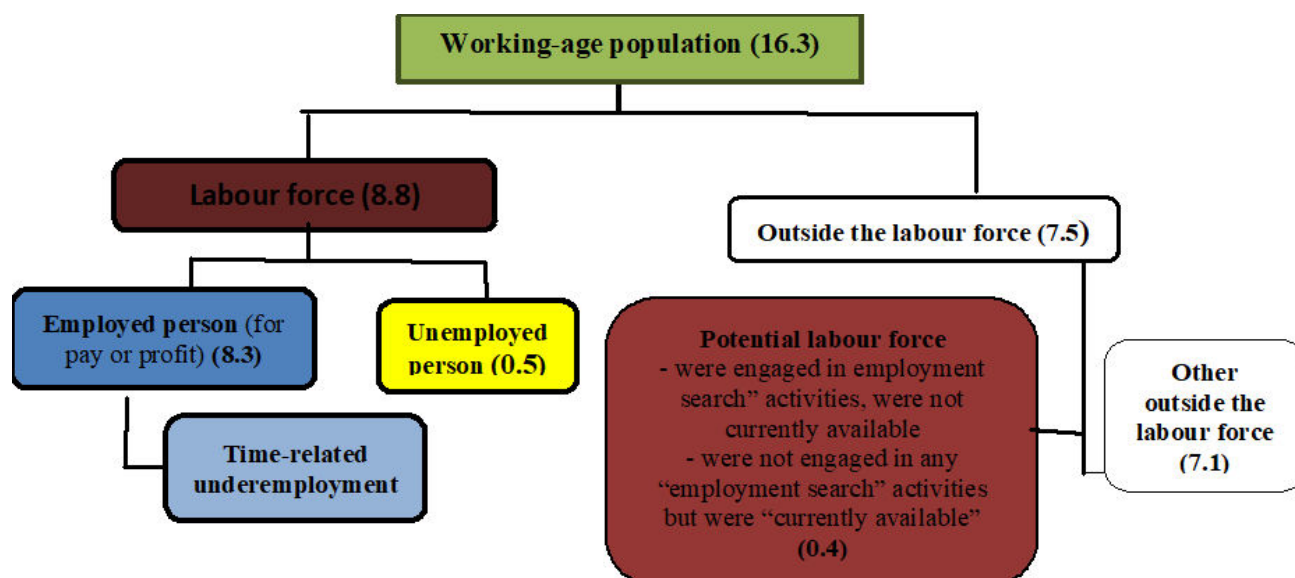 Working-age population (16.3)
Labour force (8.8)
Outside the labour force (7.5)
Employed person (for
pay or profit) (8.3)
Unemployed
person (0.5)
Time-related
underemployment
Potential labour force
- were engaged in employment
search” activities, were not
currently available
- were not engaged in any
“employment search” activities
but were “currently available”
(0.4)
Other
outside the
labour force
(7.1)